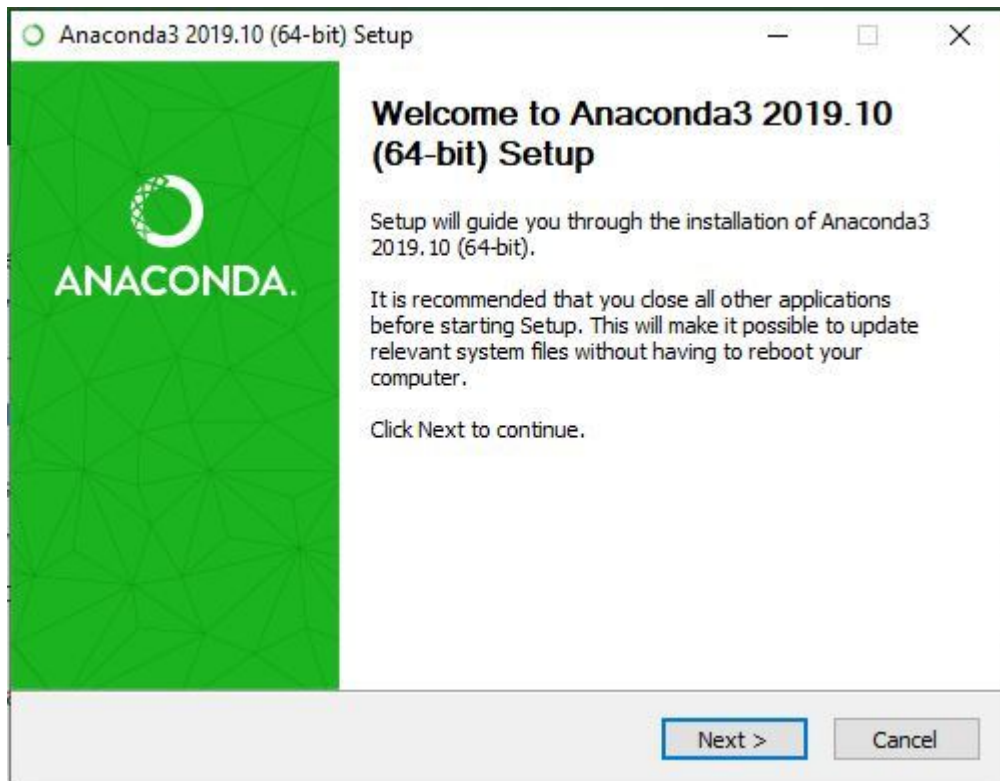 Anaconda3 2019.10 (64-bit) Setup
ANACONDA.
Welcome to Anaconda3 2019.10
(64-bit) Setup
Setup will guide you through the installation of Anaconda3
2019.10 (64-bit).
It is recommended that you close all other applications
before starting Setup. This will make it possible to update
relevant system files without having to reboot your
computer.
Click Next to continue.
Next >
Cancel